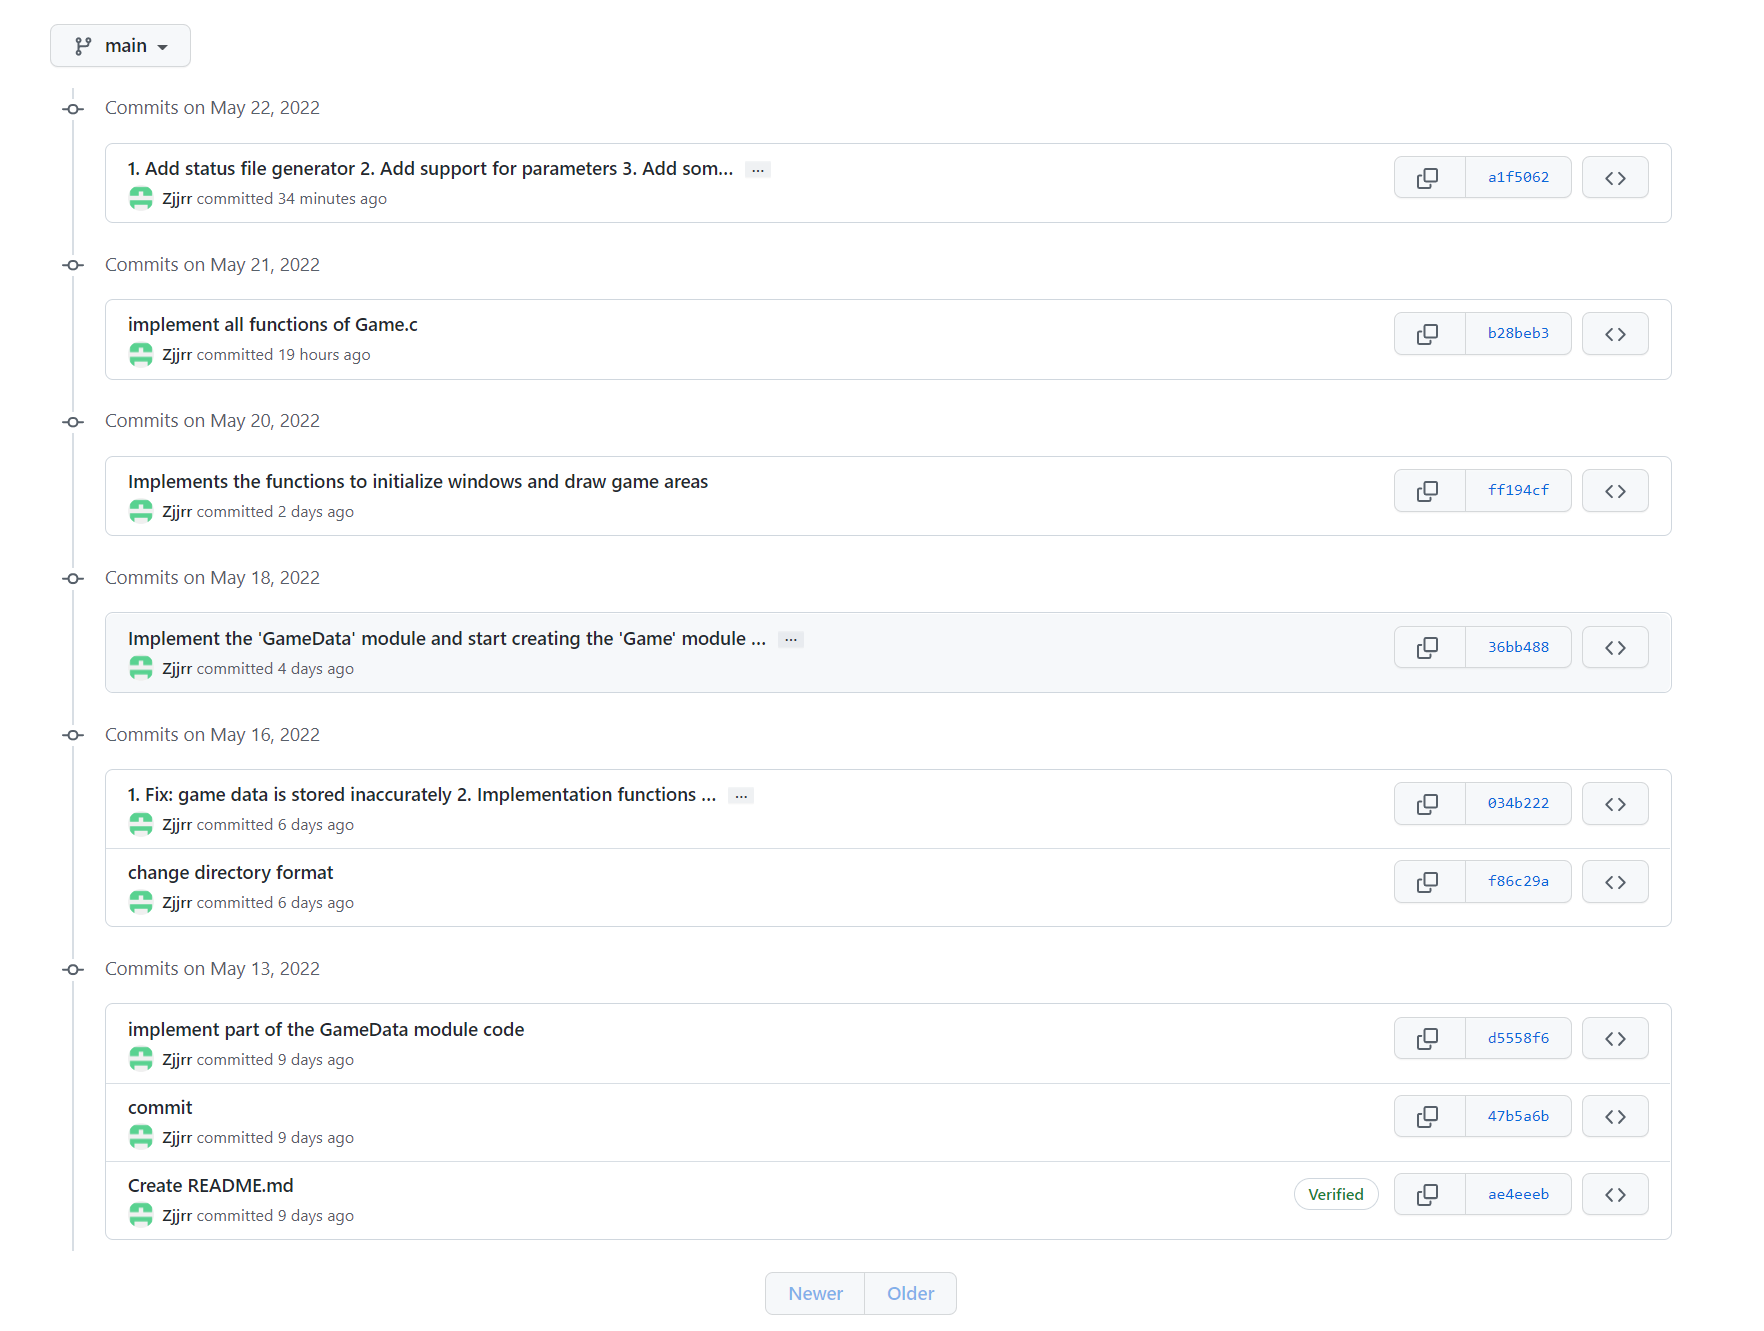 main
Commits on May 22, 2022
1. Add status file generator 2. Add support for parameters 3. Add som... ...
a1f5062
Zjjrr committed 34 minutes ago
Commits on May 21, 2022
implement all functions of Game.c
b28beb3
Zjjrr committed 19 hours ago
Commits on May 20, 2022
Implements the functions to initialize windows and draw game areas
ff194cf
Zjjrr committed 2 days ago
Commits on May 18, 2022
Implement the 'GameData' module and start creating the 'Game' module ... ...
36bb488
Zjjrr committed 4 days ago
Commits on May 16, 2022
1. Fix: game data is stored inaccurately 2. Implementation functions ... ...
034b222
Zjjrr committed 6 days ago
change directory format
f86c29a
Zjjrr committed 6 days ago
Commits on May 13, 2022
implement part of the GameData module code
d5558f6
Zjjrr committed 9 days ago
commit
47b5a6b
Zjjrr committed 9 days ago
Create README.md
Verified
ae4eeeb
Zjjrr committed 9 days ago
Newer Older